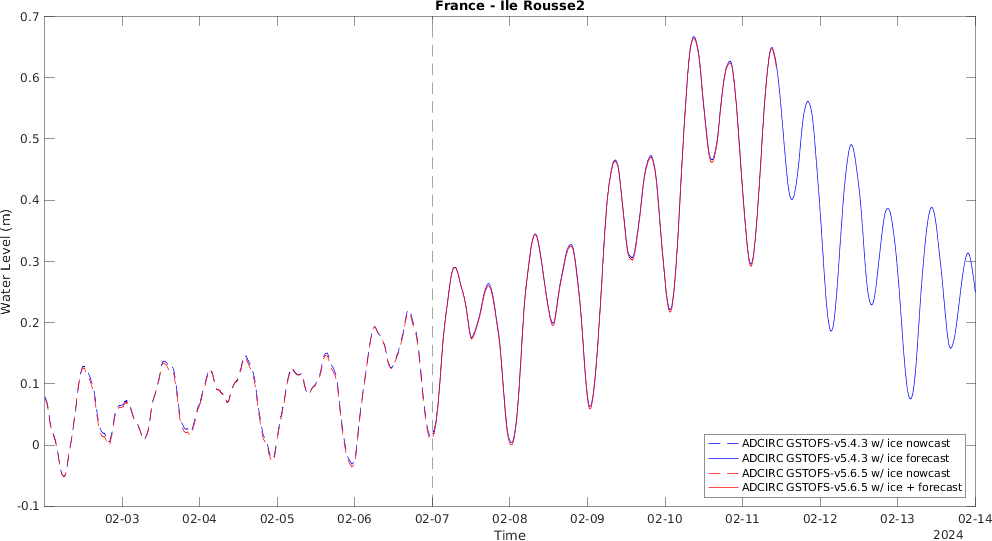 France - Ile Rousse2
0.7
0.6
0.5
0.4
0.3
0.2
0.1
0
-0.1
Water Level (m)
ADCIRC GSTOFS-v5.4.3 w/ ice nowcast
ADCIRC GSTOFS-v5.4.3 w/ ice forecast
ADCIRC GSTOFS-v5.6.5 w/ ice nowcast
ADCIRC GSTOFS-v5.6.5 w/ ice + forecast
02-03 02-04 02-05 02-06 02-07 02-08 02-09 02-10 02-11 02-12 02-13 02-14
Time
2024